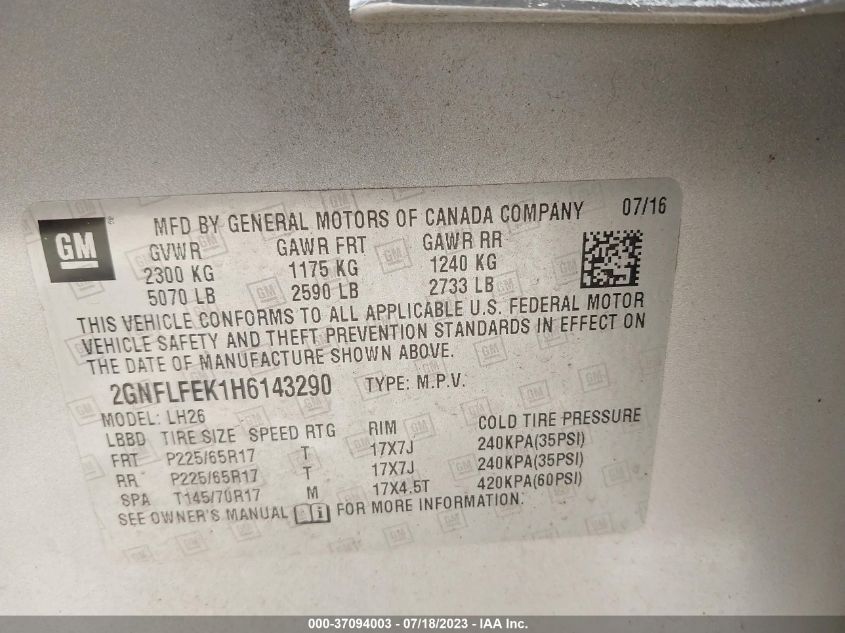 GM
MFD BY GENERAL MOTORS OF CANADA COMPANY 07/16
GVWR GAWR FRT GAWR RR
2300 KG 1175 KG 1240 KG
5070 LB 2590 LB 2733 LB
THIS VEHICLE CONFORMS TO ALL APPLICABLE U.S. FEDERAL MOTOR
VEHICLE SAFETY AND THEFT PREVENTION STANDARDS IN EFFECT ON
THE DATE OF MANUFACTURE SHOWN ABOVE.
2GNFLFEK1H6143290 TYPE: M.P.V.
MODEL: LH26
LBBD TIRE SIZE SPEED RTG RIM COLD TIRE PRESSURE
FRT P225/65R17 T 17X7J 240KPA(35PSI)
RR P225/65R17 T 17X7J 240KPA(35PSI)
SPA T145/70R17 M 17X4.5T 420KPA(60PSI)
SEE OWNER'S MANUAL FOR MORE INFORMATION.
000-37094003 - 07/18/2023 - IAA Inc.